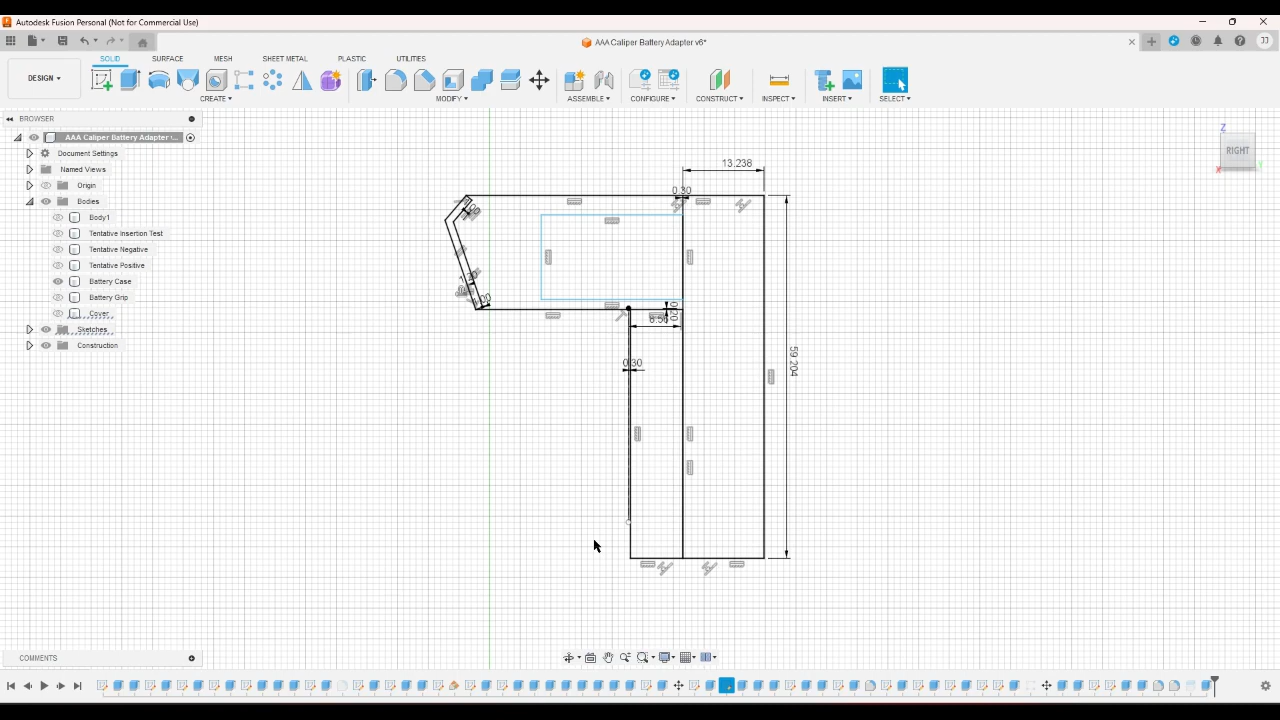 Autodesk Fusion Personal (Not for Commercial Use)
AAA Caliper Battery Adapter v6*
JJ
SOLID SURFACE MESH SHEET METAL PLASTIC UTILITIES
DESIGN
CREATE MODIFY ASSEMBLE CONFIGURE CONSTRUCT INSPECT INSERT SELECT
BROWSER
AAA Caliper Battery Adapter ...
Document Settings
Named Views
Origin
Bodies
Body1
Tentative Insertion Test
Tentative Negative
Tentative Positive
Battery Case
Battery Grip
Cover
Sketches
Construction
Z
RIGHT
X
Y
13.238
0.30
0.20
0.30
59.204
COMMENTS